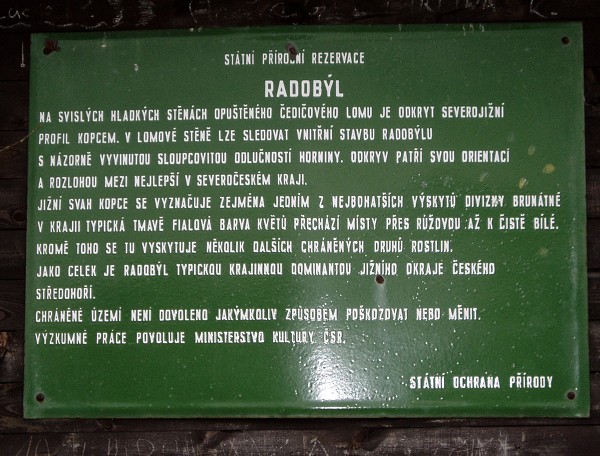 STÁTNÍ PŘÍRODNÍ REZERVACE
RADOBÝL
NA SVISLÝCH HLADKÝCH STĚNÁCH OPUŠTĚNÉHO ČEDIČOVÉHO LOMU JE ODKRYT SEVEROJIŽNÍ
PROFIL KOPCEM. V LOMOVÉ STĚNĚ LZE SLEDOVAT VNITŘNÍ STAVBU RADOBÝLU
S NÁZORNĚ VYVINUTOU SLOUPCOVITOU ODLUČNOSTÍ HORNINY. ODKRYV PATŘÍ SVOU ORIENTACÍ
A ROZLOHOU MEZI NEJLEPŠÍ V SEVEROČESKÉM KRAJI.
JIŽNÍ SVAH KOPCE SE VYZNAČUJE ZEJMÉNA JEDNÍM Z NEJBOHATŠÍCH VÝSKYTŮ DIVIZNY BRUNÁTNÉ
V KRAJI! TYPICKÁ TMAVĚ FIALOVÁ BARVA KVĚTŮ PŘECHÁZÍ MÍSTY PŘES RŮŽOVOU AŽ K ČISTĚ BÍLÉ.
KROMĚ TOHO SE TU VYSKYTUJE NĚKOLIK DALŠÍCH CHRÁNĚNÝCH DRUHŮ ROSTLIN.
JAKO CELEK JE RADOBÝL TYPICKOU KRAJINNOU DOMINANTOU JIŽNÍHO OKRAJE ČESKÉHO
STŘEDOHOŘÍ.
CHRÁNĚNÉ ÚZEMÍ NENÍ DOVOLENO JAKÝMKOLIV ZPŮSOBEM POŠKOZOVAT NEBO MĚNIT.
VÝZKUMNÉ PRÁCE POVOLUJE MINISTERSTVO KULTURY ČSR.
STÁTNÍ OCHRANA PŘÍRODY